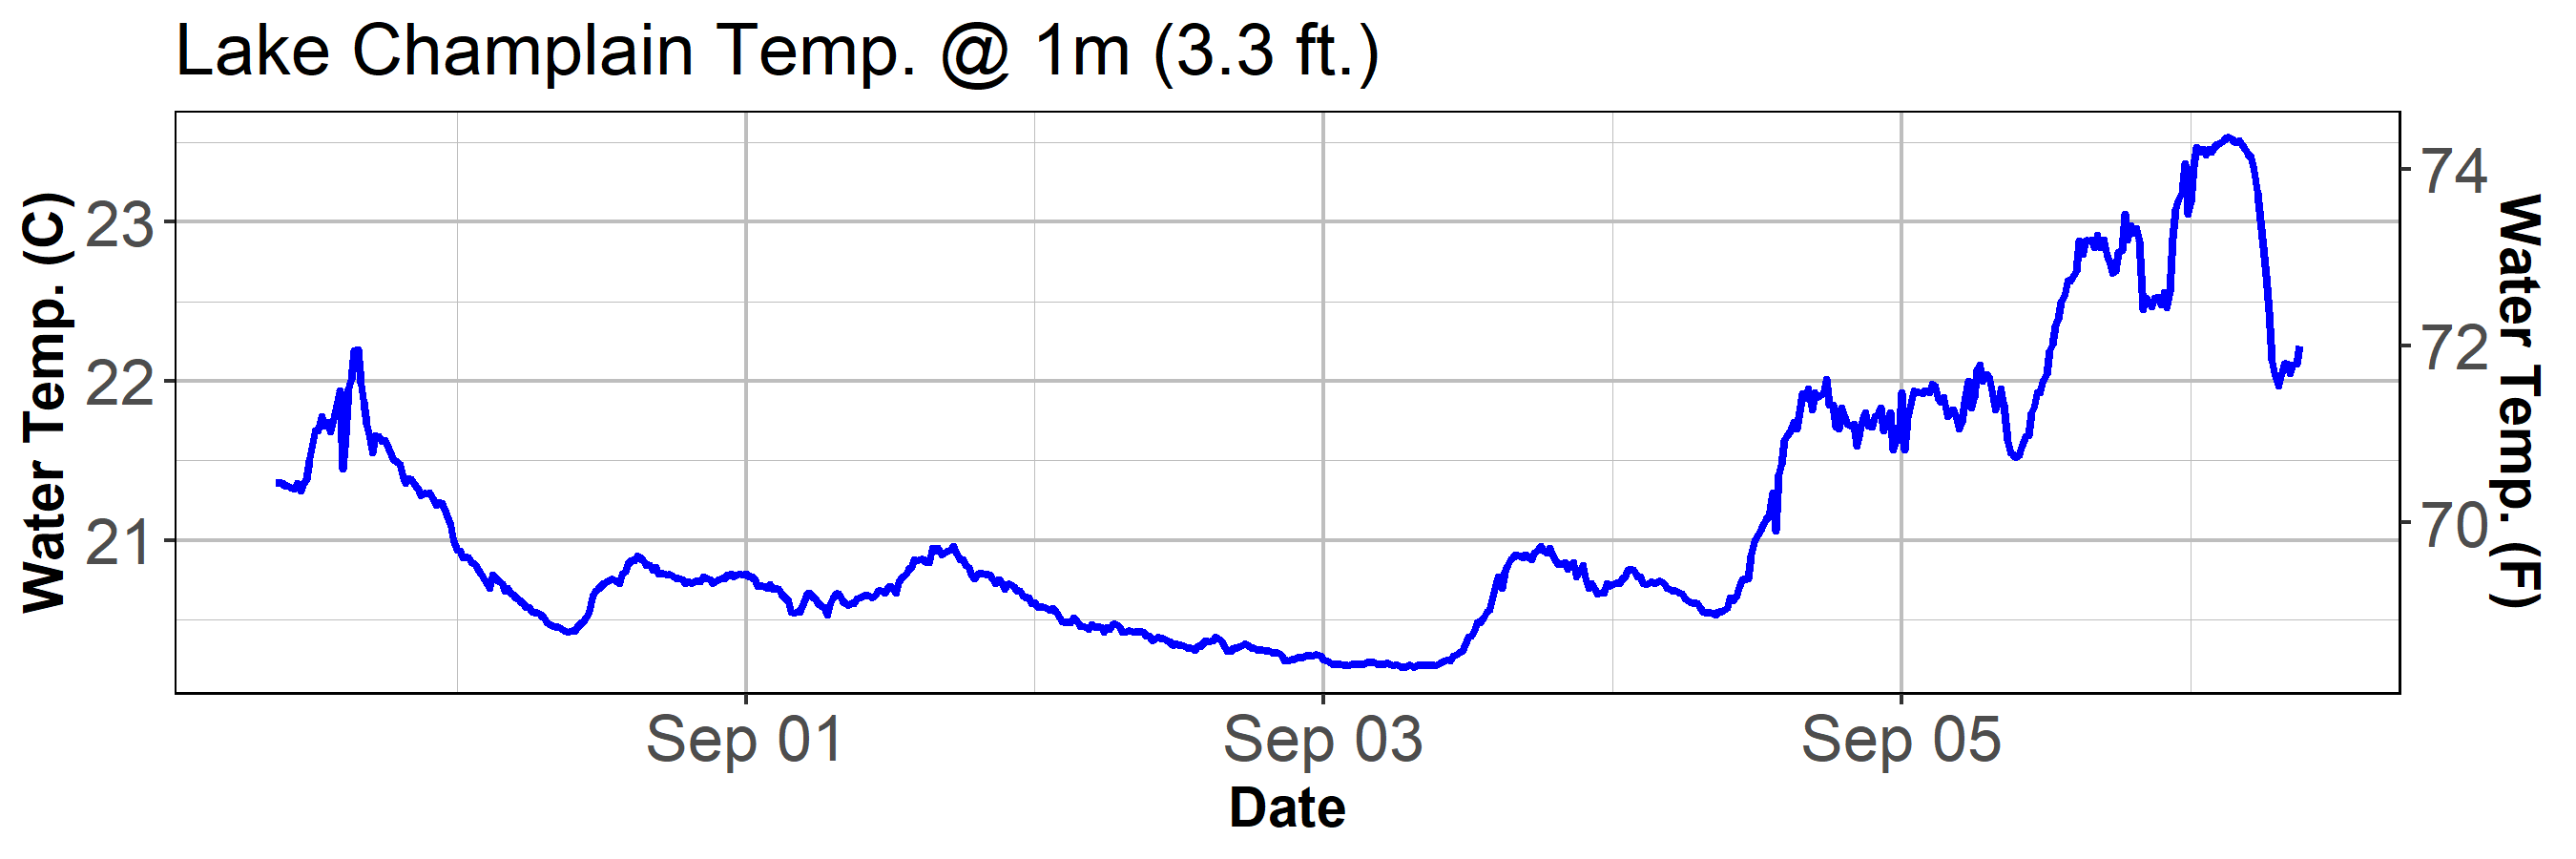 Lake Champlain Temp. @ 1m (3.3 ft.)
Water Temp. (C)
23
22
21
74
72
70
Water Temp. (F)
Sep 01
Sep 03
Sep 05
Date